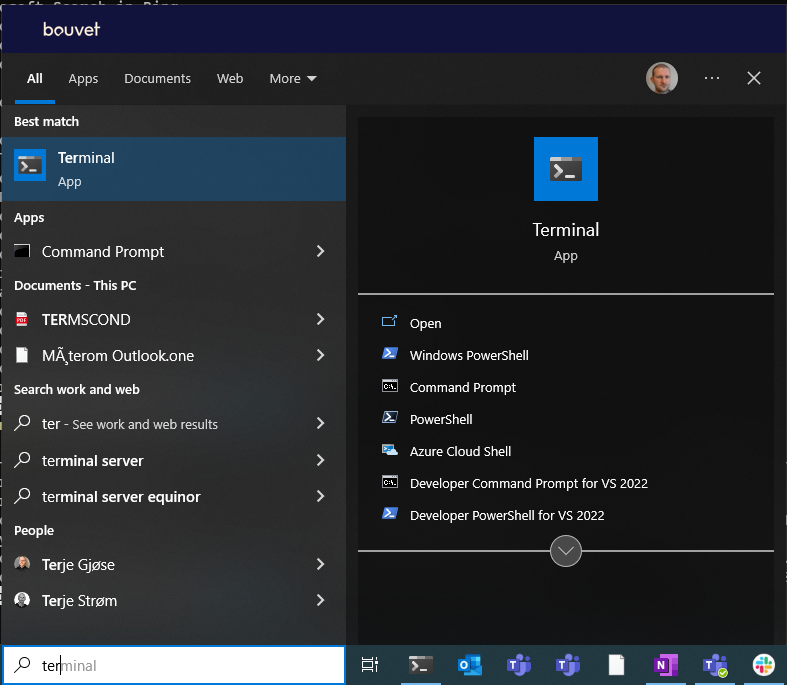 bouvet
All Apps Documents Web More
Best match
Terminal
App
Apps
Command Prompt
Documents - This PC
TERMSCOND
MÃ¸terom Outlook.one
Search work and web
ter - See work and web results
terminal server
terminal server equinor
People
Terje Gjøse
Terje Strøm
terminal
Terminal
App
Open
Windows PowerShell
Command Prompt
PowerShell
Azure Cloud Shell
Developer Command Prompt for VS 2022
Developer PowerShell for VS 2022